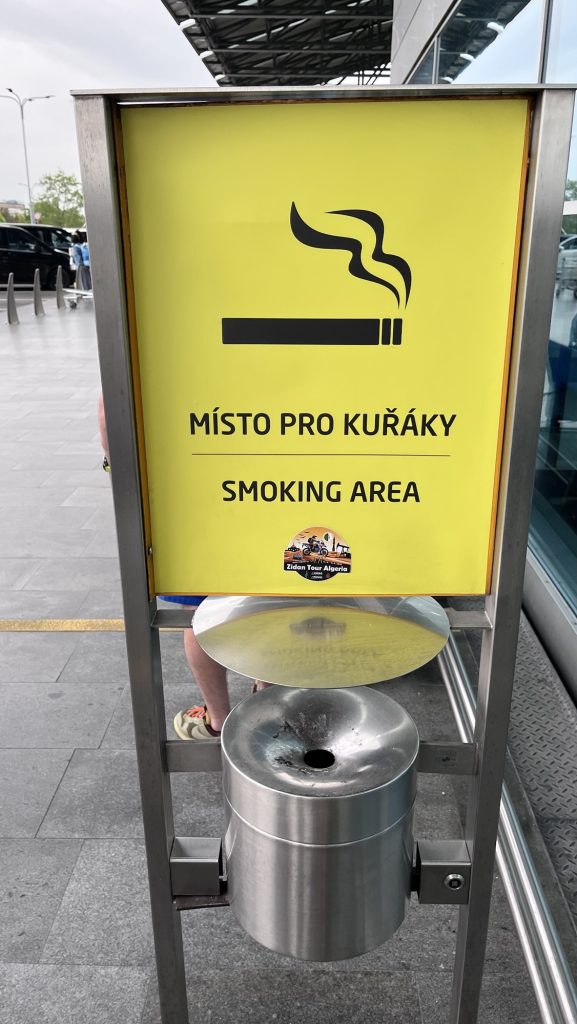 MÍSTO PRO KUŘÁKY
SMOKING AREA
Zidan Tour Algeria